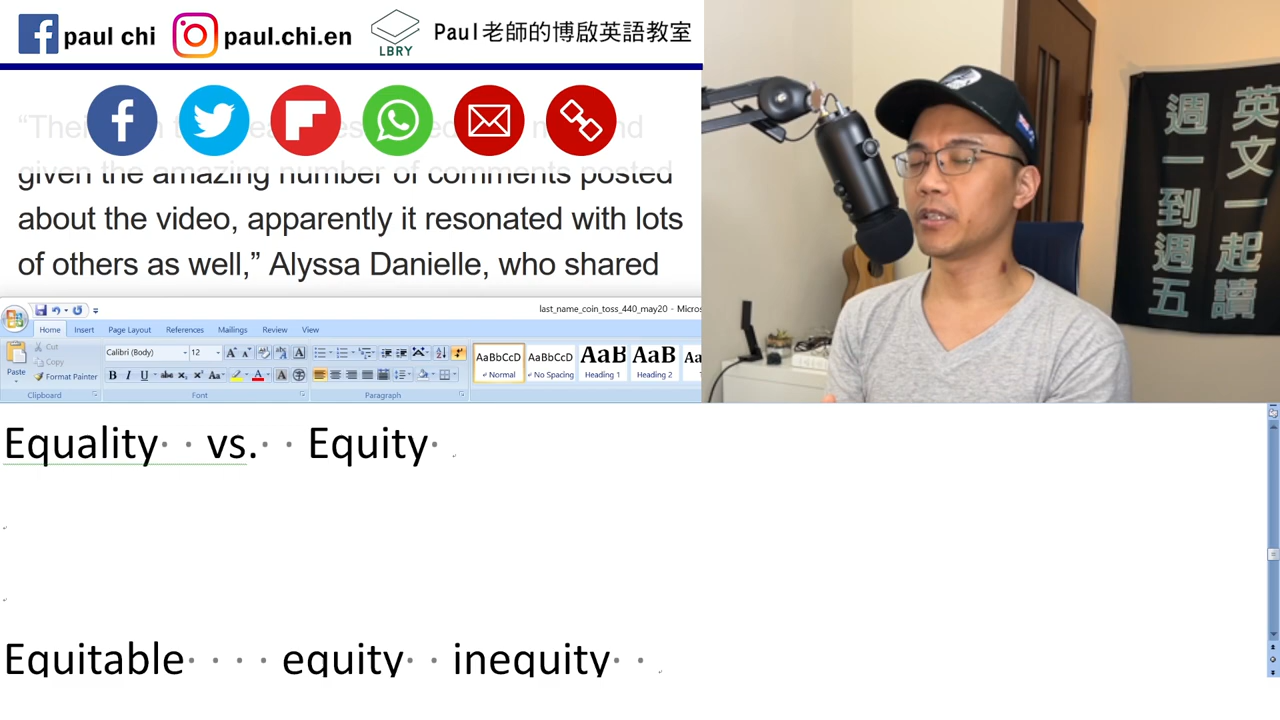 paul chi
paul.chi.en
LBRY
Paul老師的博啟英語教室
given the amazing number of comments posted
about the video, apparently it resonated with lots
of others as well,” Alyssa Danielle, who shared
last_name_coin_toss_440_may20 - Micros
Home Insert Page Layout References Mailings Review View
Paste
Cut
Copy
Format Painter
Clipboard
Calibri (Body) 12
Font
Paragraph
AaBbCcD AaBbCcD AaB AaB Aa
Normal No Spacing Heading 1 Heading 2
英文一起讀
週一到週五
Equality vs. Equity
Equitable equity inequity